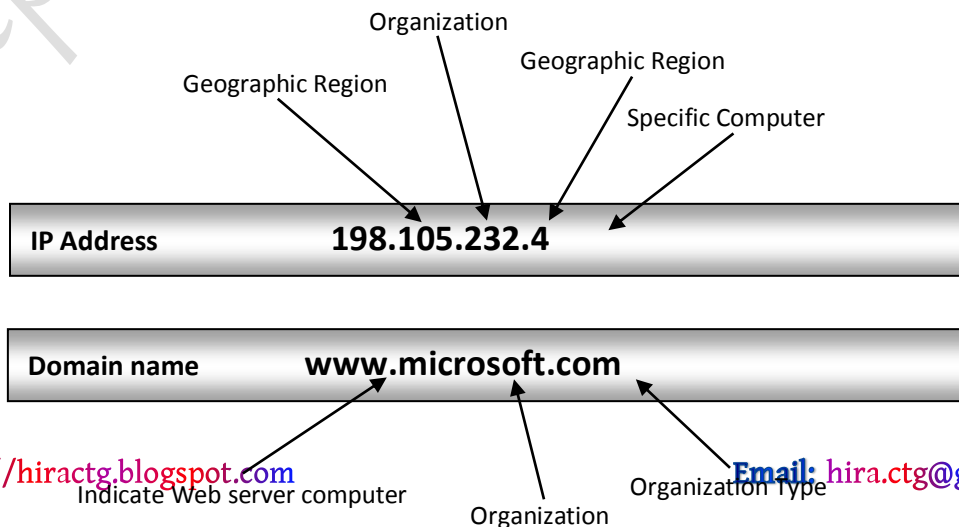 Organization
Geographic Region
Geographic Region
Specific Computer
IP Address 198.105.232.4
Domain name www.microsoft.com
//hiractg.blogspot.com Email: hira.ctg@g
Indicate Web server computer
Organization Type
Organization